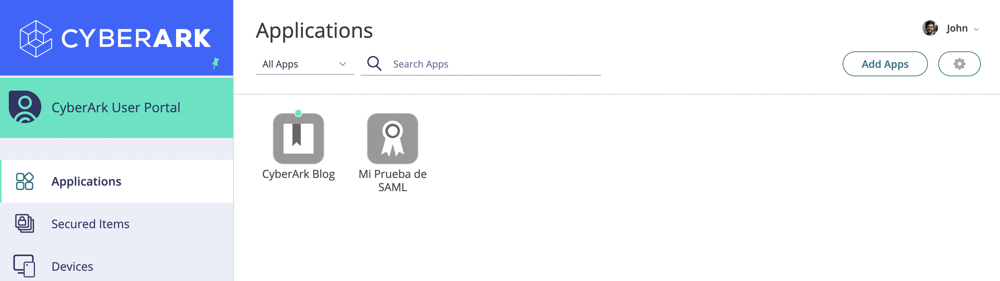 CYBERARK
CyberArk User Portal
Applications
Secured Items
Devices
Applications
John
All Apps
Search Apps
Add Apps
CyberArk Blog
Mi Prueba de
SAML